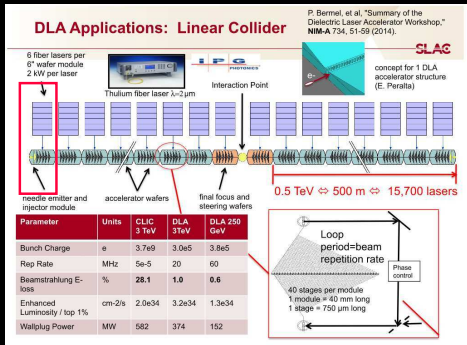 DLA Applications: Linear Collider
P. Bermel, et al, "Summary of the
Dielectric Laser Accelerator Workshop,"
NIM-A 734, 51-59 (2014).
SLAC
6 fiber lasers per
6" wafer module
2 kW per laser
IPG
PHOTONICS
Thulium fiber laser λ=2μm
Interaction Point
e-
concept for 1 DLA
accelerator structure
(E. Peralta)
needle emitter and
injector module
accelerator wafers
final focus and
steering wafers
0.5 TeV ⇔ 500 m ⇔ 15,700 lasers
Parameter Units CLIC 3 TeV DLA 3TeV DLA 250 GeV
Bunch Charge e 3.7e9 3.0e5 3.8e5
Rep Rate MHz 5e-5 20 60
Beamstrahlung E-loss % 28.1 1.0 0.6
Enhanced Luminosity / top 1% cm-2/s 2.0e34 3.2e34 1.3e34
Wallplug Power MW 582 374 152
Loop
period=beam
repetition rate
Phase
control
40 stages per module
1 module = 40 mm long
1 stage = 750 μm long